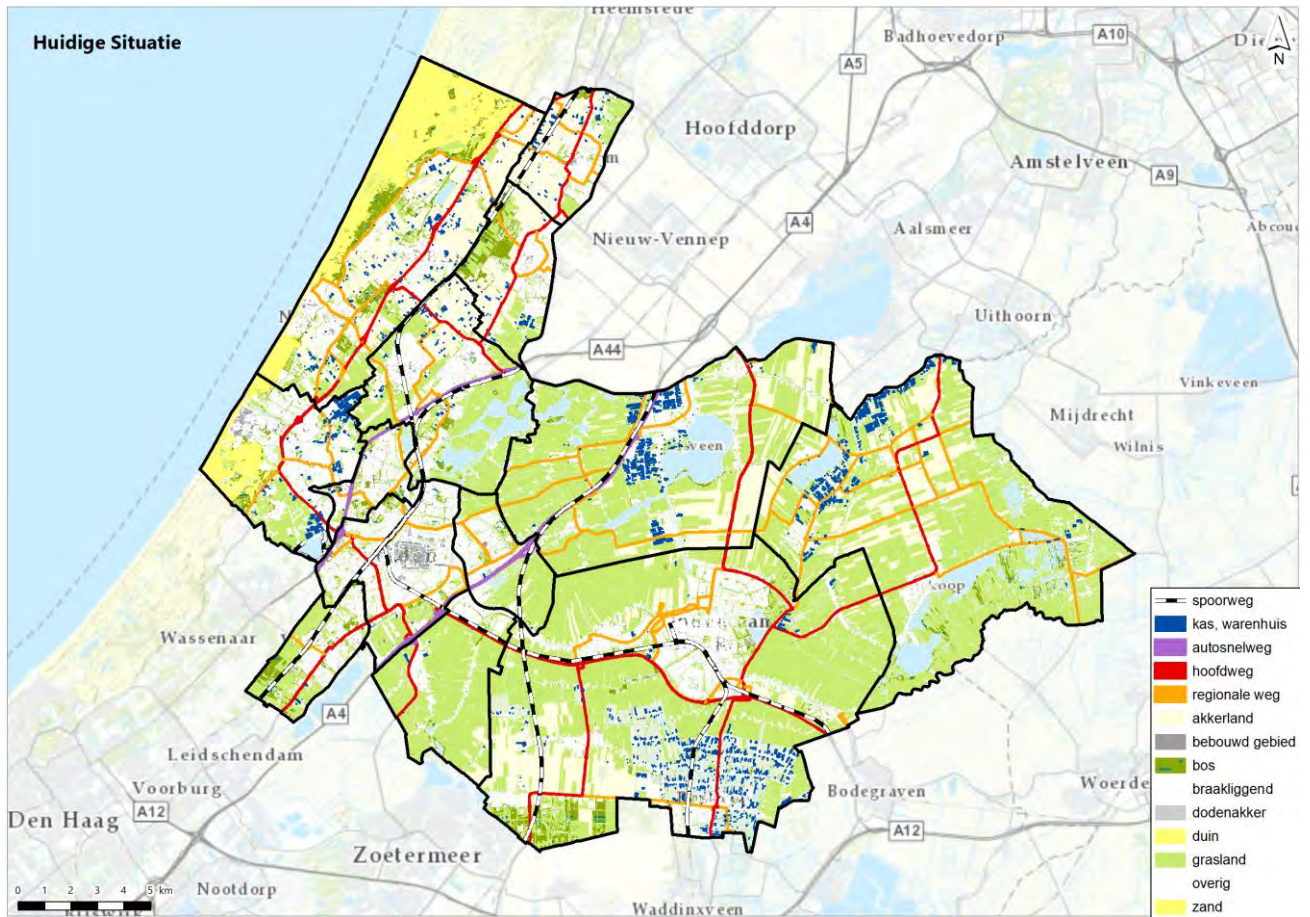 Huidige Situatie
Heemstede
Badhoevedorp
A10
N
A5
Hoofddorp
Amstelveen
A9
A4
Nieuw-Vennep
Aalsmeer
Uithoorn
A44
Vinkeveen
Mijdrecht
Wilnis
veen
koop
Wassenaar
A4
Leidschendam
Voorburg
A12
Den Haag
Zoetermeer
Nootdorp
Bodegraven
A12
Waddinxveen
0 1 2 3 4 5 km
spoorweg
kas, warenhuis
autosnelweg
hoofdweg
regionale weg
akkerland
bebouwd gebied
bos
braakliggend
dodenakker
duin
grasland
overig
zand